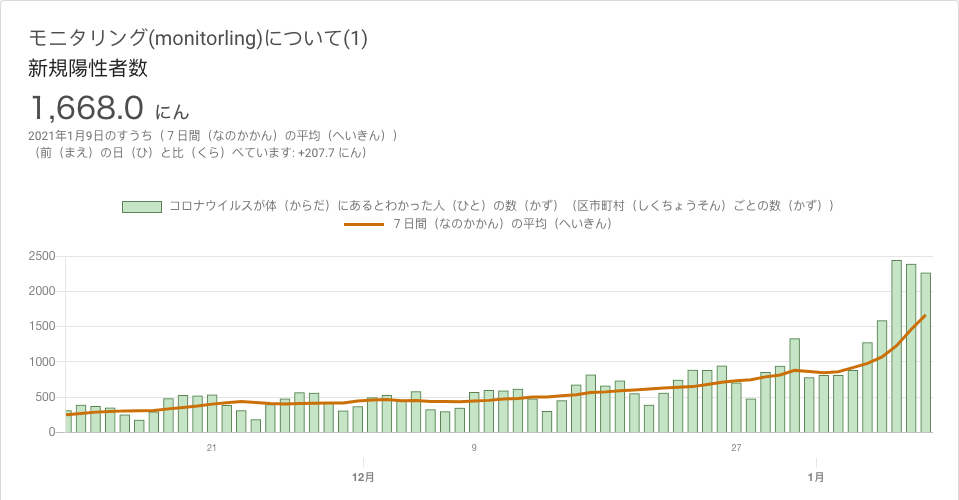 モニタリング(monitorling)について(1)
新規陽性者数
1,668.0 にん
2021年1月9日のすうち（７日間（なのかかん）の平均（へいきん））
（前（まえ）の日（ひ）と比（くら）べています: +207.7 にん）
コロナウイルスが体（からだ）にあるとわかった人（ひと）の数（かず）（区市町村（しくちょうそん）ごとの数（かず））
７日間（なのかかん）の平均（へいきん）
2500
2000
1500
1000
500
0
21 9 27
12月 1月